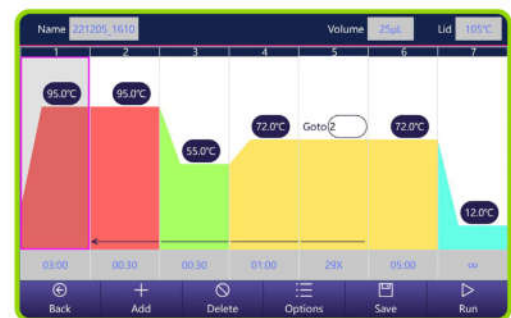 Name 221205_1610 Volume 25μL Lid 105℃
1 2 3 4 5 6 7
95.0℃ 95.0℃
72.0℃ Goto 2 72.0℃
55.0℃
12.0℃
03:00 00:30 00:30 01:00 29X 05:00 ∞
Back Add Delete Options Save Run